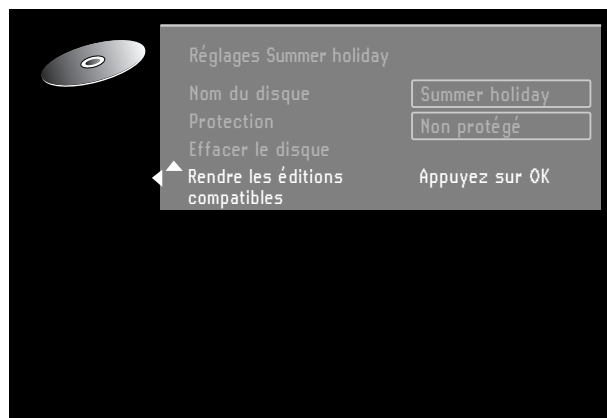 Réglages Summer holiday
Nom du disque Summer holiday
Protection Non protégé
Effacer le disque
Rendre les éditions Appuyez sur OK
compatibles